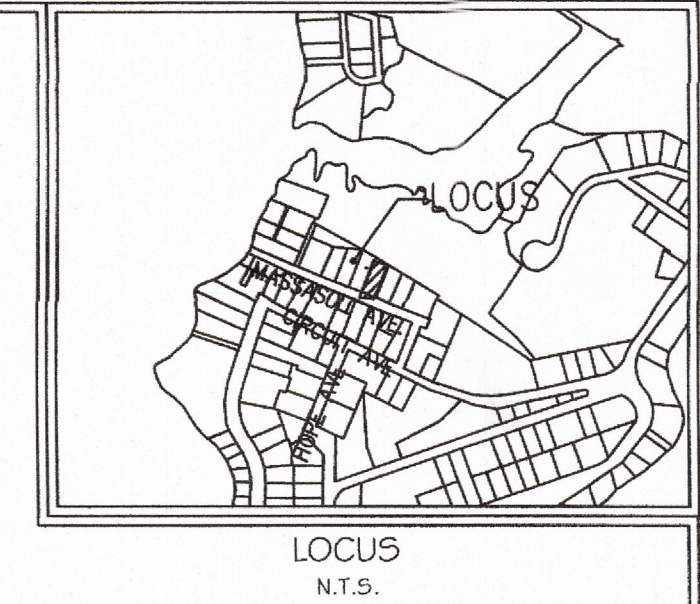 LOCUS
MASSASOIT AVE.
CIRCUIT AVE
HOPE AVE
LOCUS
N.T.S.